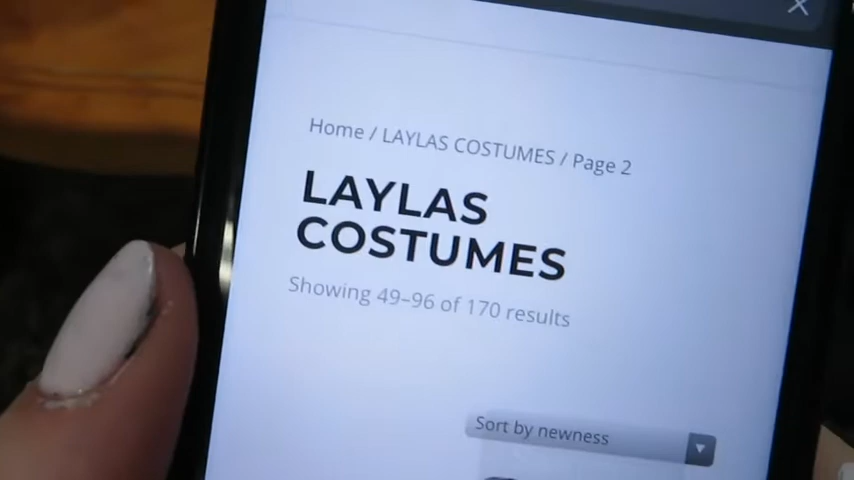 Home / LAYLAS COSTUMES / Page 2
LAYLAS
COSTUMES
Showing 49–96 of 170 results
Sort by newness